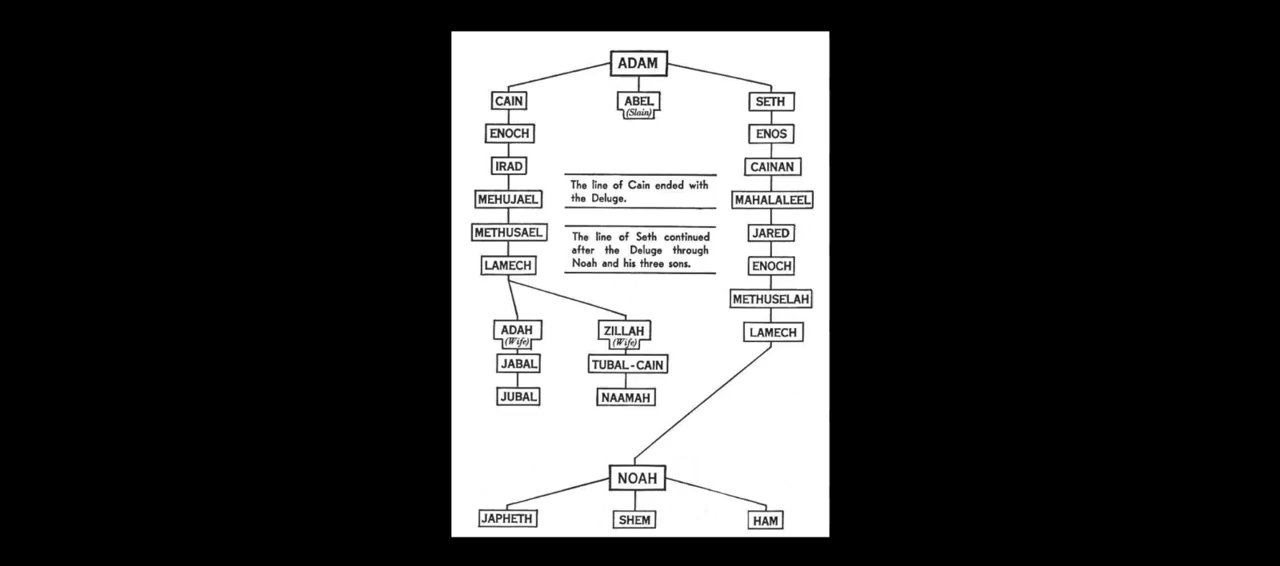 ADAM
CAIN
ABEL
(Slain)
SETH
ENOCH
ENOS
IRAD
CAINAN
The line of Cain ended with
the Deluge.
MEHUJAEL
MAHALALEEL
METHUSAEL
The line of Seth continued
after the Deluge through
Noah and his three sons.
JARED
LAMECH
ENOCH
METHUSELAH
ADAH
(Wife)
ZILLAH
(Wife)
LAMECH
JABAL
TUBAL-CAIN
JUBAL
NAAMAH
NOAH
JAPHETH
SHEM
HAM